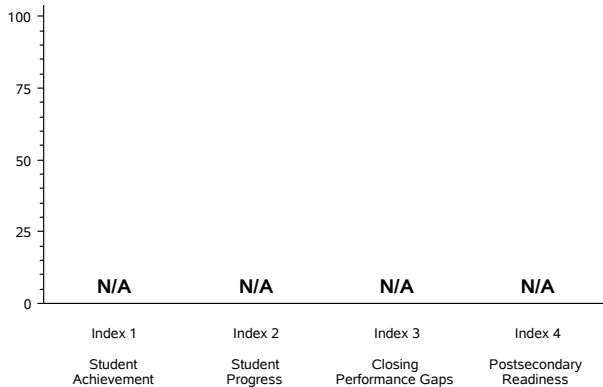 100
75
50
25
0
N/A N/A N/A N/A
Index 1 Index 2 Index 3 Index 4
Student Student Closing Postsecondary
Achievement Progress Performance Gaps Readiness